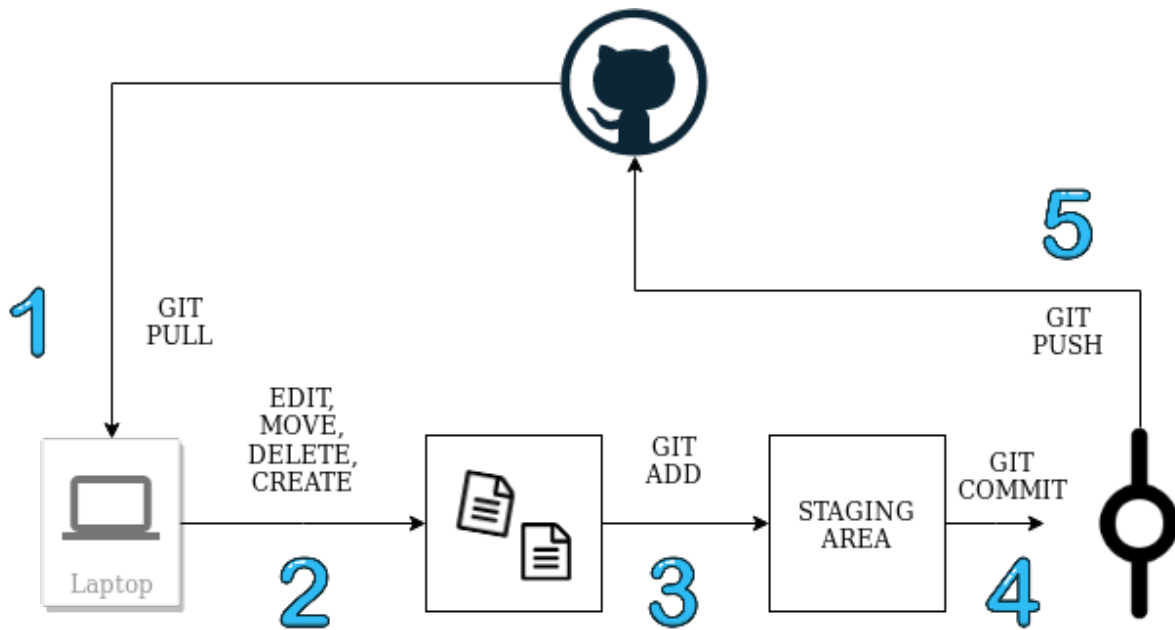 1
GIT
PULL
EDIT,
MOVE,
DELETE,
CREATE
2
GIT
ADD
3
STAGING
AREA
GIT
COMMIT
4
5
GIT
PUSH
Laptop